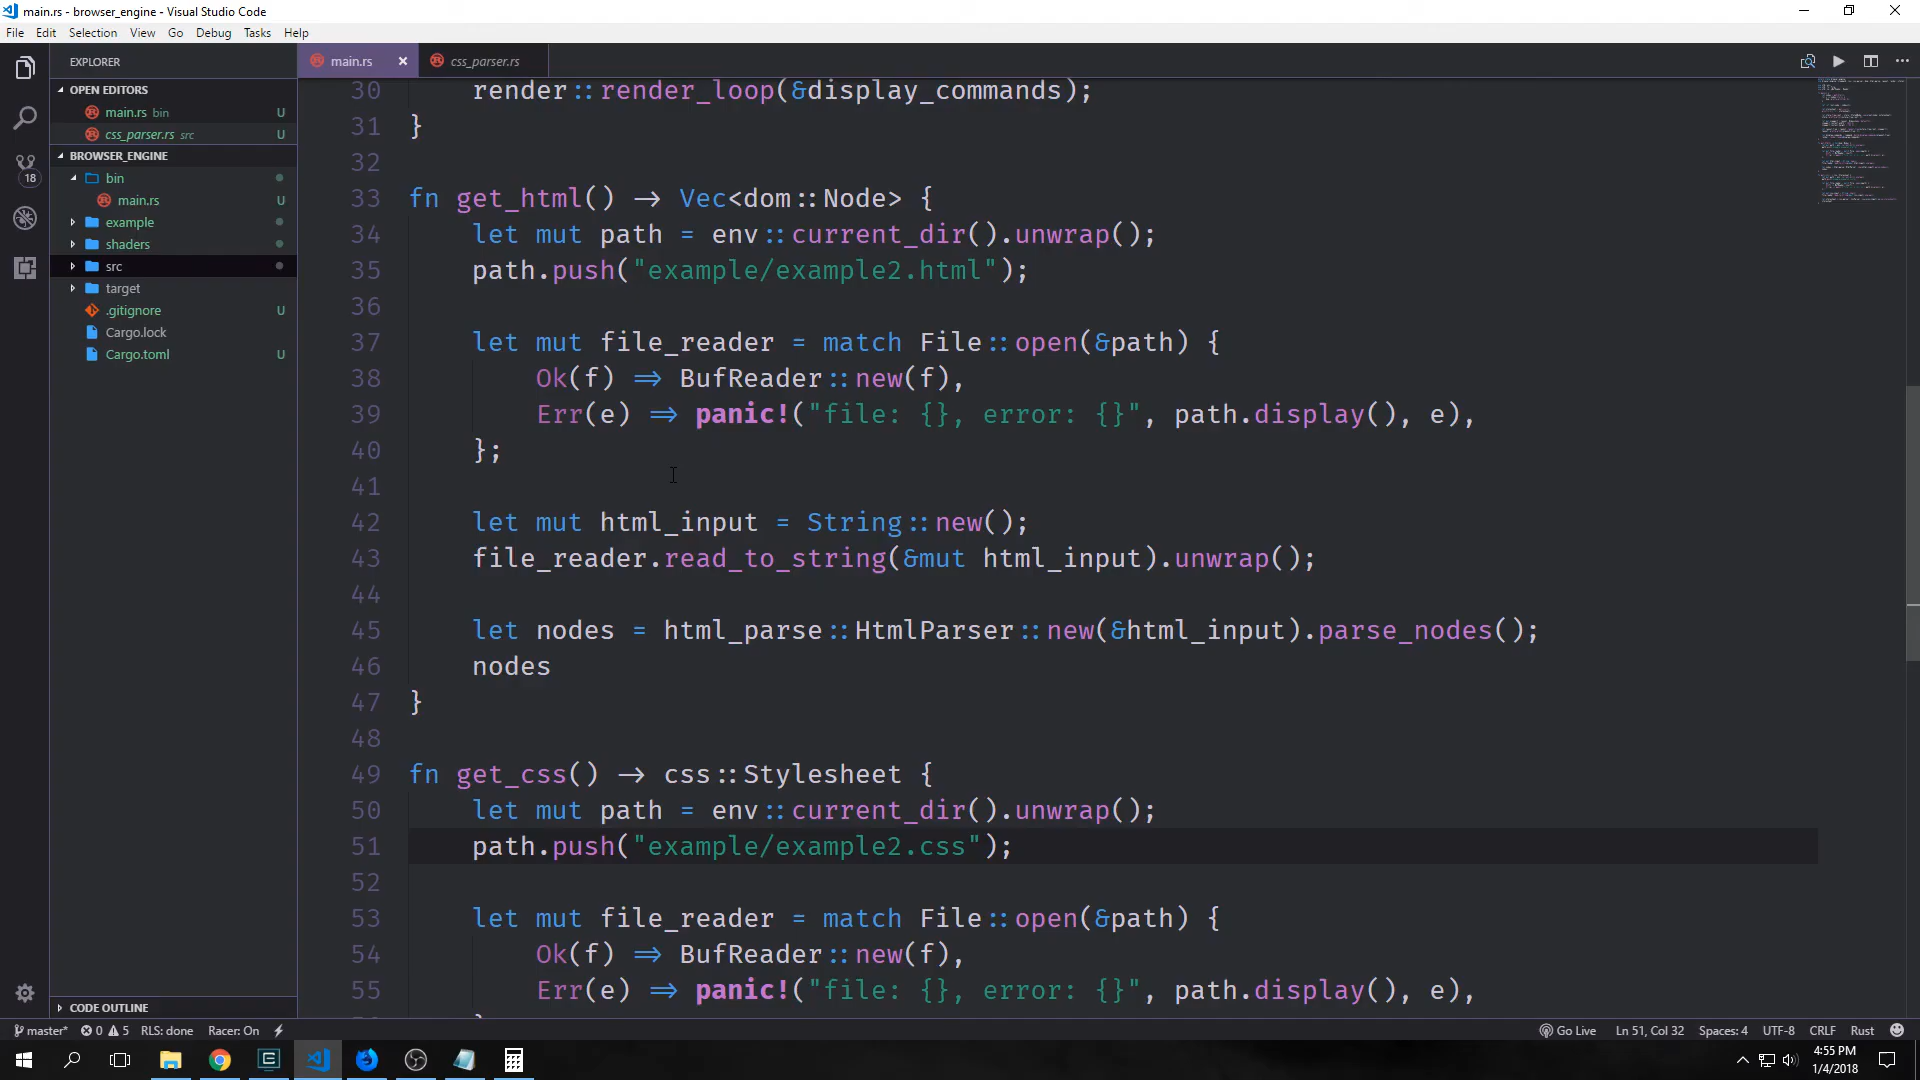 main.rs - browser_engine - Visual Studio Code
File Edit Selection View Go Debug Tasks Help
EXPLORER
OPEN EDITORS
main.rs bin U
css_parser.rs src U
BROWSER_ENGINE
bin
main.rs U
example
shaders
src
target
.gitignore U
Cargo.lock
Cargo.toml U
CODE OUTLINE
18
main.rs ×
css_parser.rs
30 render::render_loop(&display_commands);
31 }
32
33 fn get_html() -> Vec<dom::Node> {
34 let mut path = env::current_dir().unwrap();
35 path.push("example/example2.html");
36
37 let mut file_reader = match File::open(&path) {
38 Ok(f) => BufReader::new(f),
39 Err(e) => panic!("file: {}, error: {}", path.display(), e),
40 };
41
42 let mut html_input = String::new();
43 file_reader.read_to_string(&mut html_input).unwrap();
44
45 let nodes = html_parse::HtmlParser::new(&html_input).parse_nodes();
46 nodes
47 }
48
49 fn get_css() -> css::Stylesheet {
50 let mut path = env::current_dir().unwrap();
51 path.push("example/example2.css");
52
53 let mut file_reader = match File::open(&path) {
54 Ok(f) => BufReader::new(f),
55 Err(e) => panic!("file: {}, error: {}", path.display(), e),
master* 0 5 RLS: done Racer: On Go Live Ln 51, Col 32 Spaces: 4 UTF-8 CRLF Rust
4:55 PM
1/4/2018